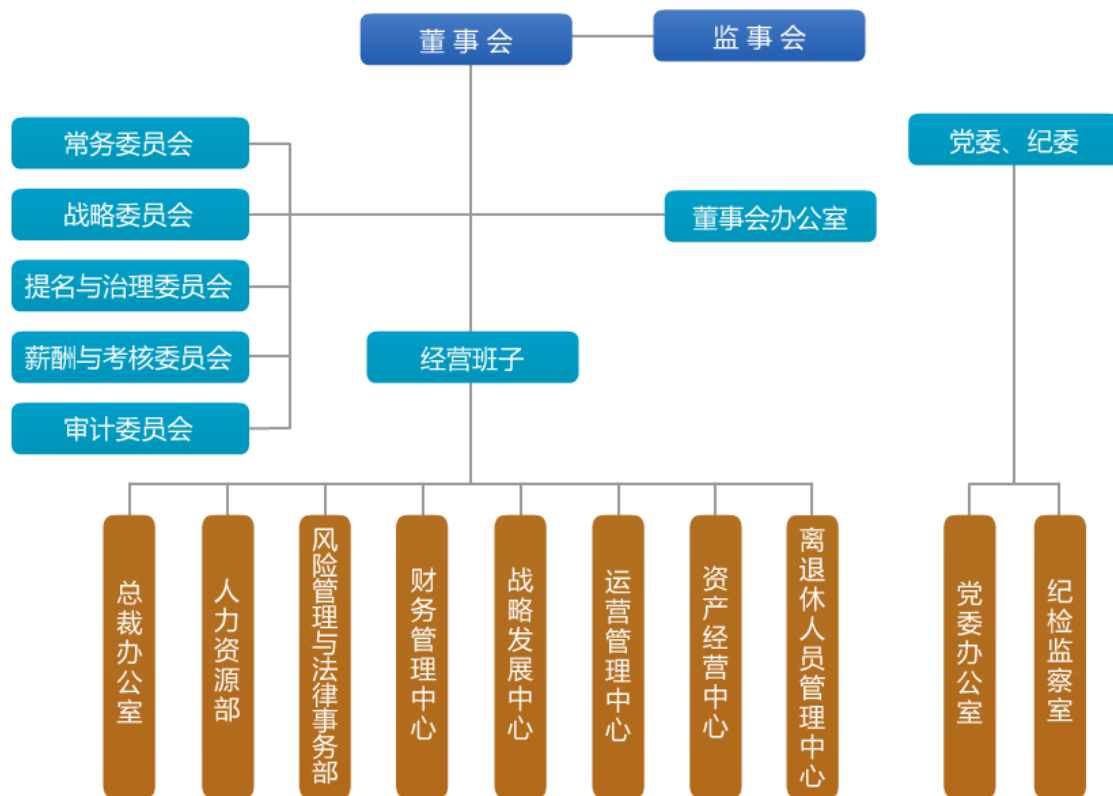 董事会
监事会
党委、纪委
常务委员会
战略委员会
董事会办公室
提名与治理委员会
经营班子
薪酬与考核委员会
审计委员会
总裁办公室
人力资源部
风险管理与法律事务部
财务管理中心
战略发展中心
运营管理中心
资产经营中心
离退休人员管理中心
党委办公室
纪检监察室